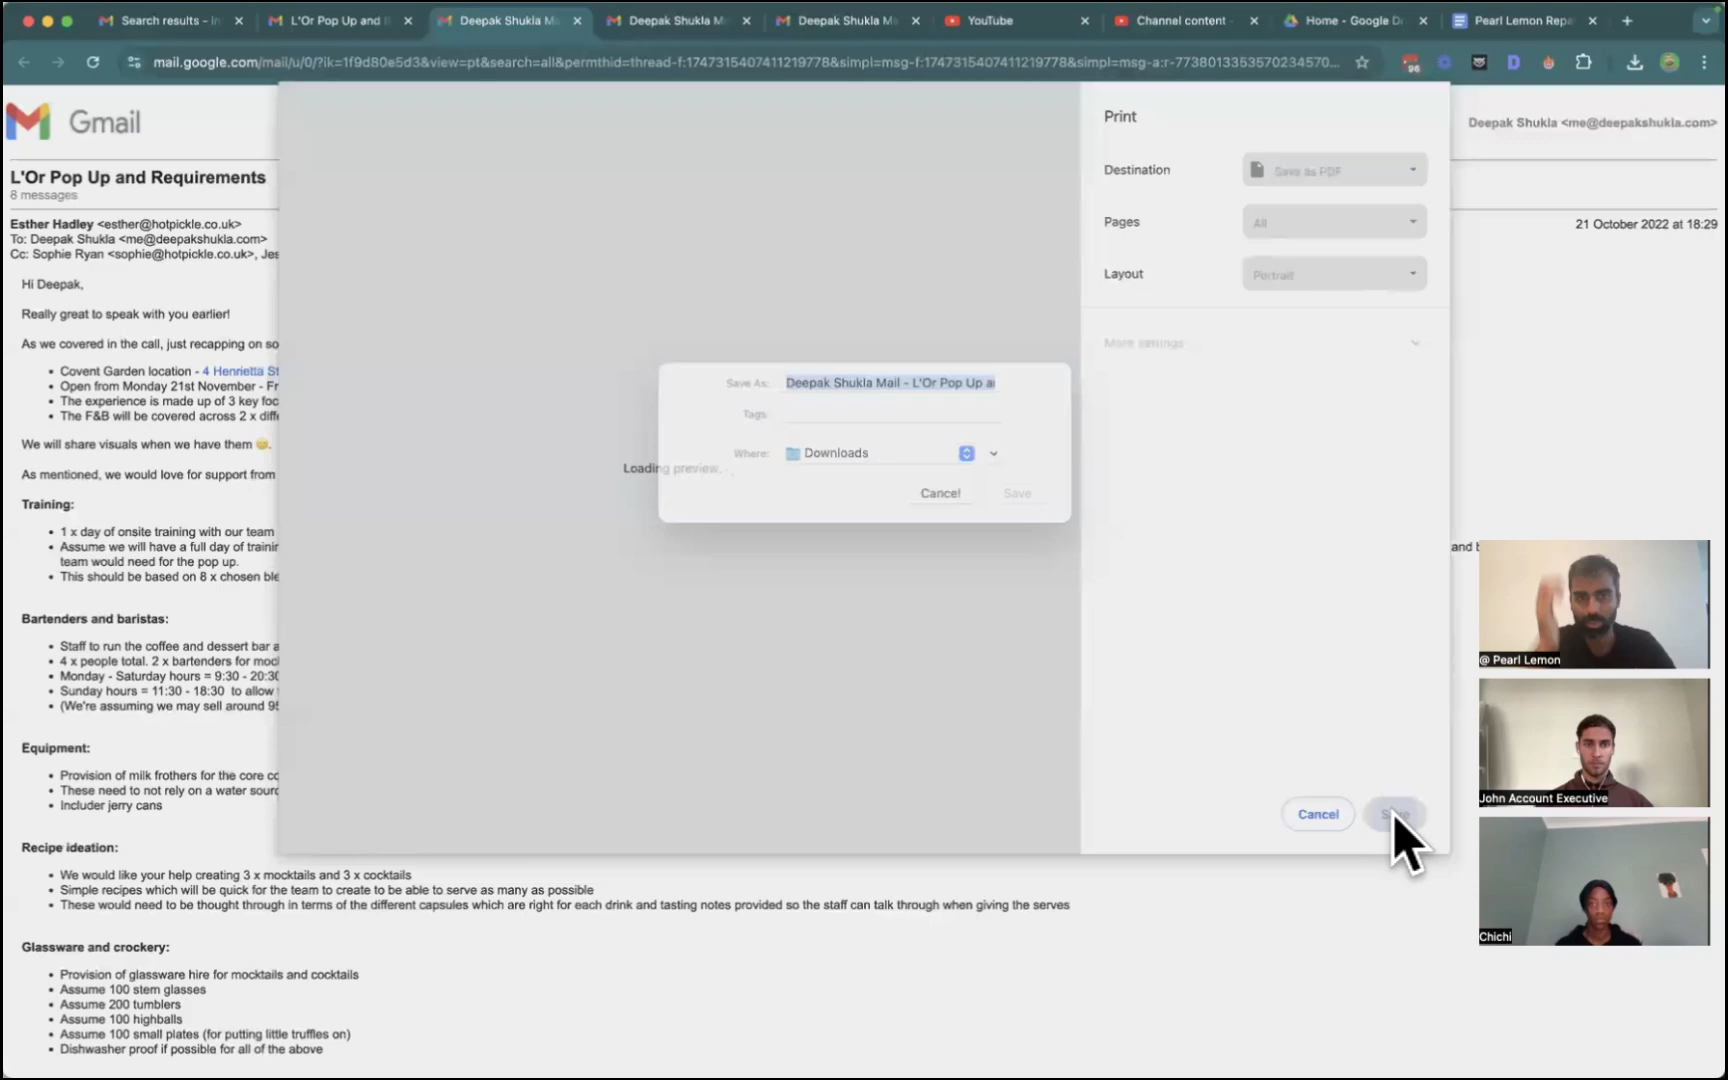 Search results - in
L'Or Pop Up and
Deepak Shukla Ma
Deepak Shukla M
Deepak Shukla Ma
YouTube
Channel content
Home - Google D
Pearl Lemon Repa
mail.google.com/mail/u/0/?ik=1f9d80e5d3&view=pt&search=all&permthid=thread-f:1747315407411219778&simpl=msg-f:1747315407411219778&simpl=msg-a:r-7738013353570234570...
Gmail
Deepak Shukla <me@deepakshukla.com>
L'Or Pop Up and Requirements
8 messages
Esther Hadley <esther@hotpickle.co.uk>
21 October 2022 at 18:29
To: Deepak Shukla <me@deepakshukla.com>
Cc: Sophie Ryan <sophie@hotpickle.co.uk>, Jes
Hi Deepak,
Really great to speak with you earlier!
As we covered in the call, just recapping on so
• Covent Garden location - 4 Henrietta St
• Open from Monday 21st November - Fr
• The experience is made up of 3 key foc
• The F&B will be covered across 2 x diffe
We will share visuals when we have them 😊.
As mentioned, we would love for support from
Training:
• 1 x day of onsite training with our team
• Assume we will have a full day of trainin
and b
team would need for the pop up.
• This should be based on 8 x chosen ble
Bartenders and baristas:
• Staff to run the coffee and dessert bar a
• 4 x people total. 2 x bartenders for moc
• Monday - Saturday hours = 9:30 - 20:30
• Sunday hours = 11:30 - 18:30 to allow
• (We're assuming we may sell around 95
Equipment:
• Provision of milk frothers for the core co
• These need to not rely on a water sourc
• Includer jerry cans
Recipe ideation:
• We would like your help creating 3 x mocktails and 3 x cocktails
• Simple recipes which will be quick for the team to create to be able to serve as many as possible
• These would need to be thought through in terms of the different capsules which are right for each drink and tasting notes provided so the staff can talk through when giving the serves
Glassware and crockery:
• Provision of glassware hire for mocktails and cocktails
• Assume 100 stem glasses
• Assume 200 tumblers
• Assume 100 highballs
• Assume 100 small plates (for putting little truffles on)
• Dishwasher proof if possible for all of the above
Print
Destination
Save as PDF
Pages
All
Layout
Portrait
More settings
Loading preview...
Save As:
Deepak Shukla Mail - L'Or Pop Up a
Tags:
Where:
Downloads
Cancel
Save
Cancel
@ Pearl Lemon
John Account Executive
Chichi